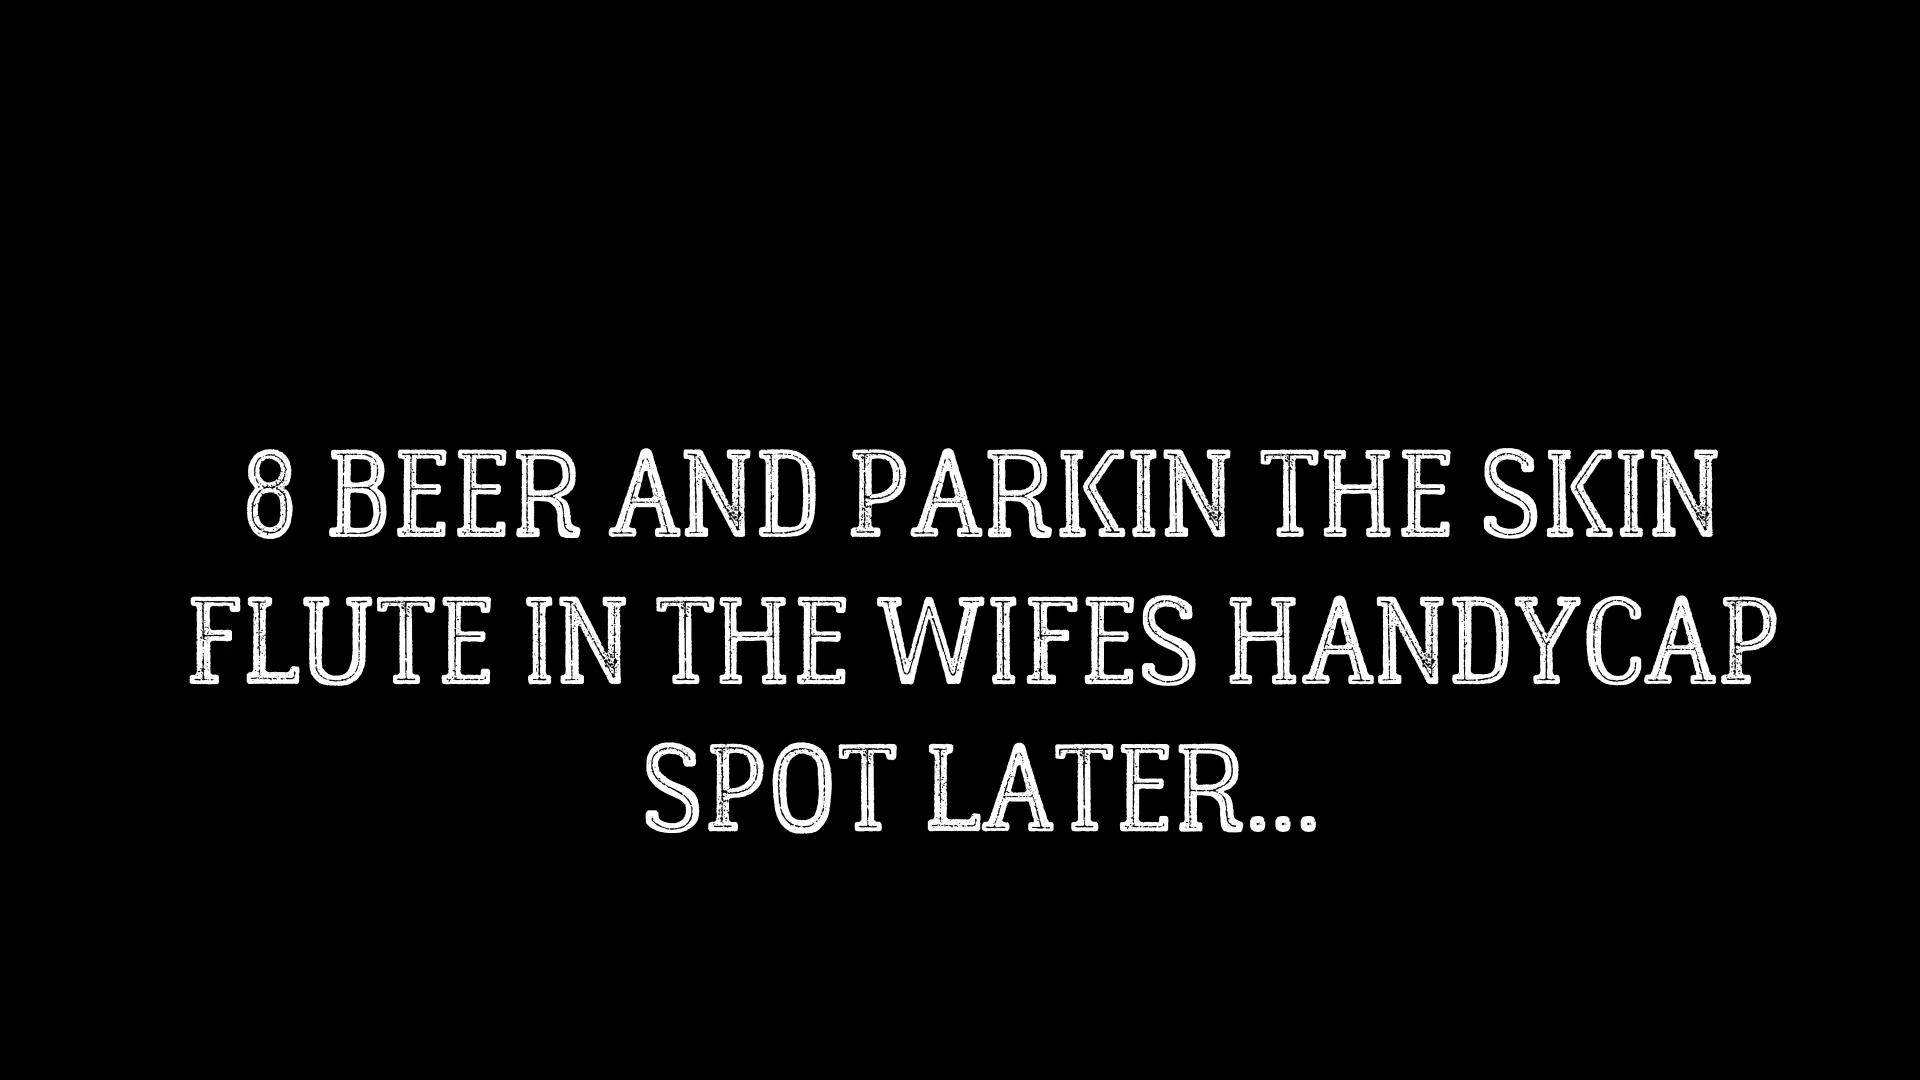 8 BEER AND PARKIN THE SKIN
FLUTE IN THE WIFES HANDYCAP
SPOT LATER...